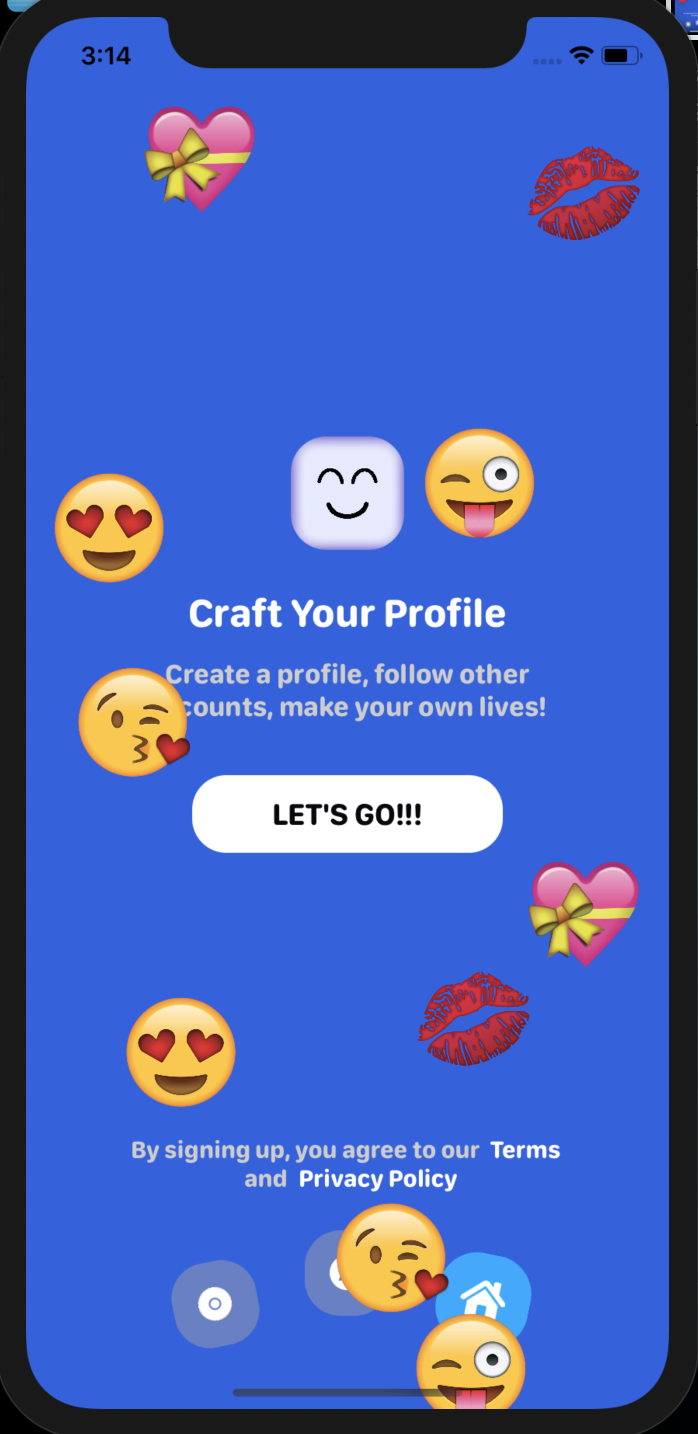 3:14
Craft Your Profile
Create a profile, follow other
counts, make your own lives!
LET'S GO!!!
By signing up, you agree to our Terms
and Privacy Policy